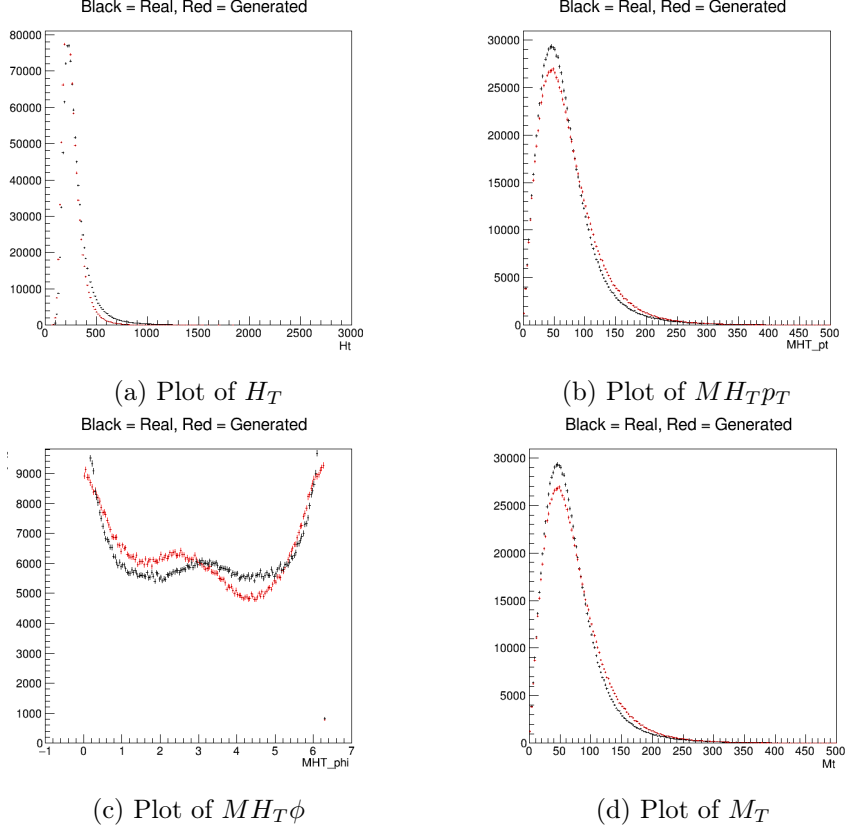 Black = Real, Red = Generated
80000
70000
60000
50000
40000
30000
20000
10000
0
0 500 1000 1500 2000 2500 3000
Ht
(a) Plot of H_T
Black = Real, Red = Generated
30000
25000
20000
15000
10000
5000
0
0 50 100 150 200 250 300 350 400 450 500
MHT_pt
(b) Plot of MH_T p_T
Black = Real, Red = Generated
9000
8000
7000
6000
5000
4000
3000
2000
1000
0
−1 0 1 2 3 4 5 6 7
MHT_phi
(c) Plot of MH_T ϕ
Black = Real, Red = Generated
30000
25000
20000
15000
10000
5000
0
0 50 100 150 200 250 300 350 400 450 500
Mt
(d) Plot of M_T